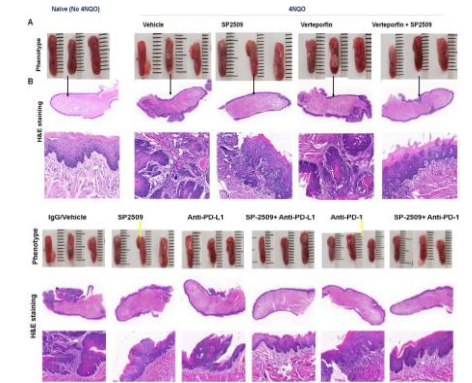 Naïve (No 4NQO) 4NQO
A Vehicle SP2509 Verteporfin Verteporfin + SP2509
Phenotype
B
H&E staining
IgG/Vehicle SP2509 Anti-PD-L1 SP-2509+ Anti-PD-L1 Anti-PD-1 SP-2509+ Anti-PD-1
Phenotype
H&E staining